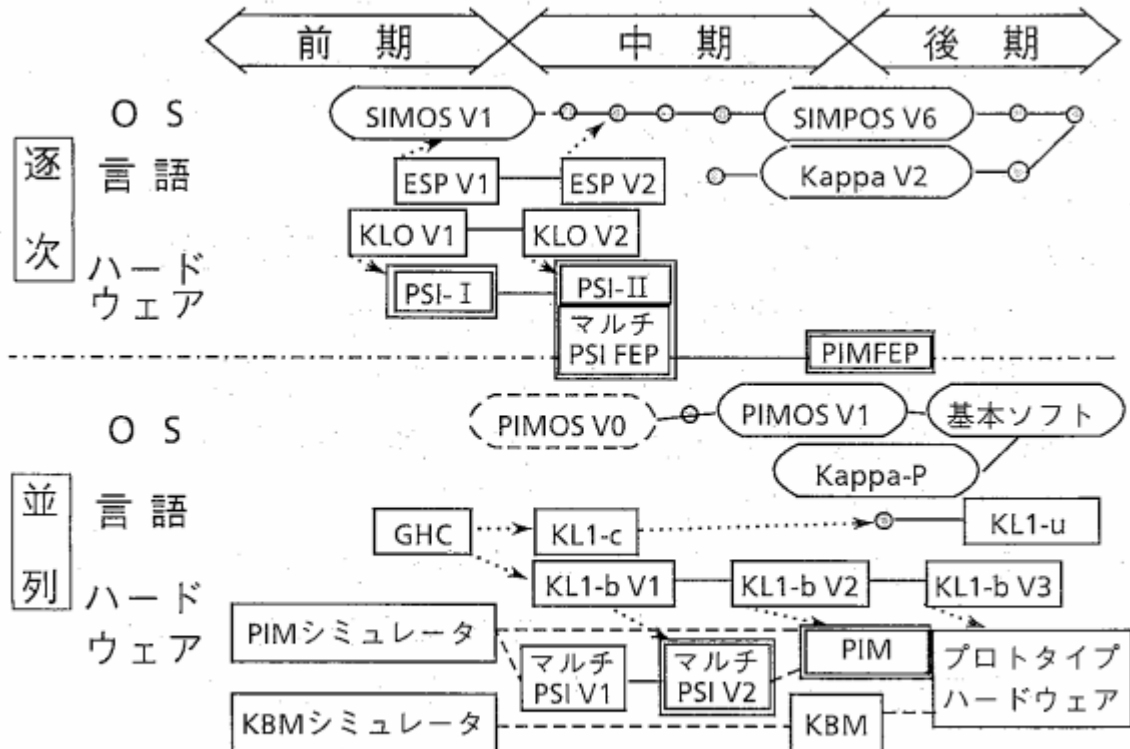 前期 中期 後期
逐次
OS
SIMOS V1
SIMPOS V6
言語
ESP V1
ESP V2
Kappa V2
KLO V1
KLO V2
ハード
ウェア
PSI-I
PSI-II
マルチ
PSI FEP
PIMFEP
並列
OS
PIMOS V0
PIMOS V1
基本ソフト
Kappa-P
言語
GHC
KL1-c
KL1-u
KL1-b V1
KL1-b V2
KL1-b V3
ハード
ウェア
PIMシミュレータ
マルチ
PSI V1
マルチ
PSI V2
PIM
プロトタイプ
ハードウェア
KBMシミュレータ
KBM